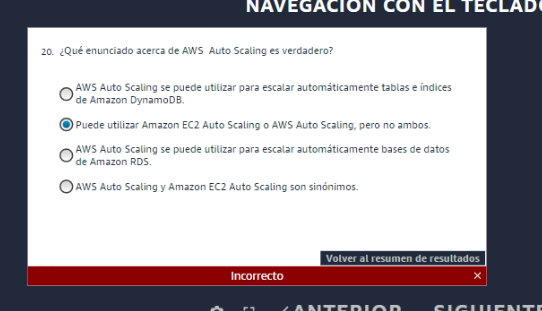 NAVEGACIÓN CON EL TECLADO
20. ¿Qué enunciado acerca de AWS Auto Scaling es verdadero?
AWS Auto Scaling se puede utilizar para escalar automáticamente tablas e índices
de Amazon DynamoDB.
Puede utilizar Amazon EC2 Auto Scaling o AWS Auto Scaling, pero no ambos.
AWS Auto Scaling se puede utilizar para escalar automáticamente bases de datos
de Amazon RDS.
AWS Auto Scaling y Amazon EC2 Auto Scaling son sinónimos.
Volver al resumen de resultados
Incorrecto ×
< ANTERIOR SIGUIENTE